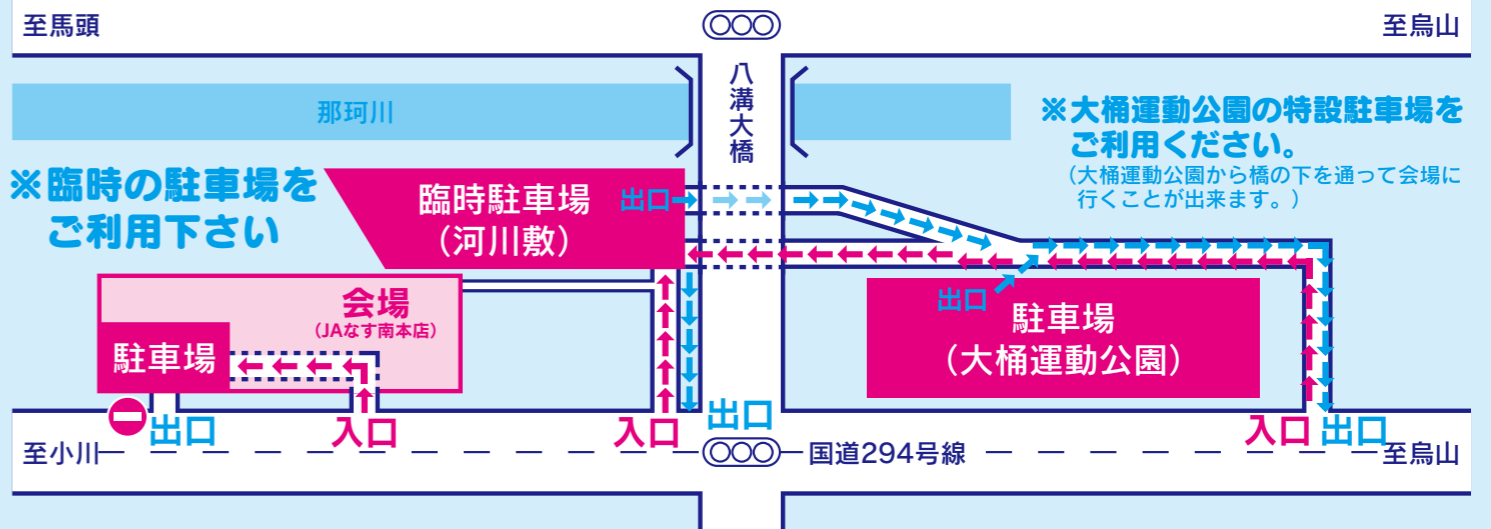 至馬頭
至烏山
八溝大橋
那珂川
※大桶運動公園の特設駐車場を
ご利用ください。
（大桶運動公園から橋の下を通って会場に
行くことが出来ます。）
※臨時の駐車場を
ご利用下さい
臨時駐車場
（河川敷）
出口
会場
（JAなす南本店）
駐車場
出口
駐車場
（大桶運動公園）
出口
入口
入口
出口
入口
出口
至小川
国道294号線
至烏山